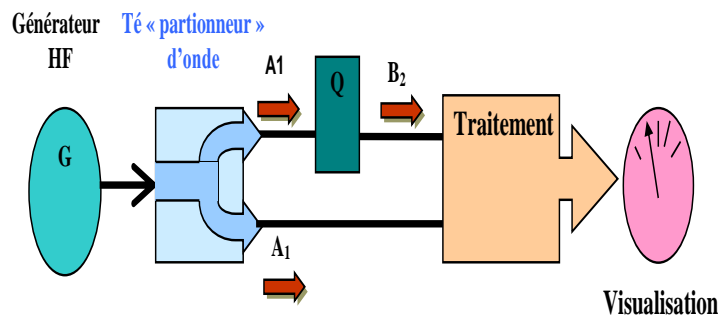 Générateur
HF
Té « partionneur »
d'onde
A1
Q
B2
Traitement
G
A1
Visualisation